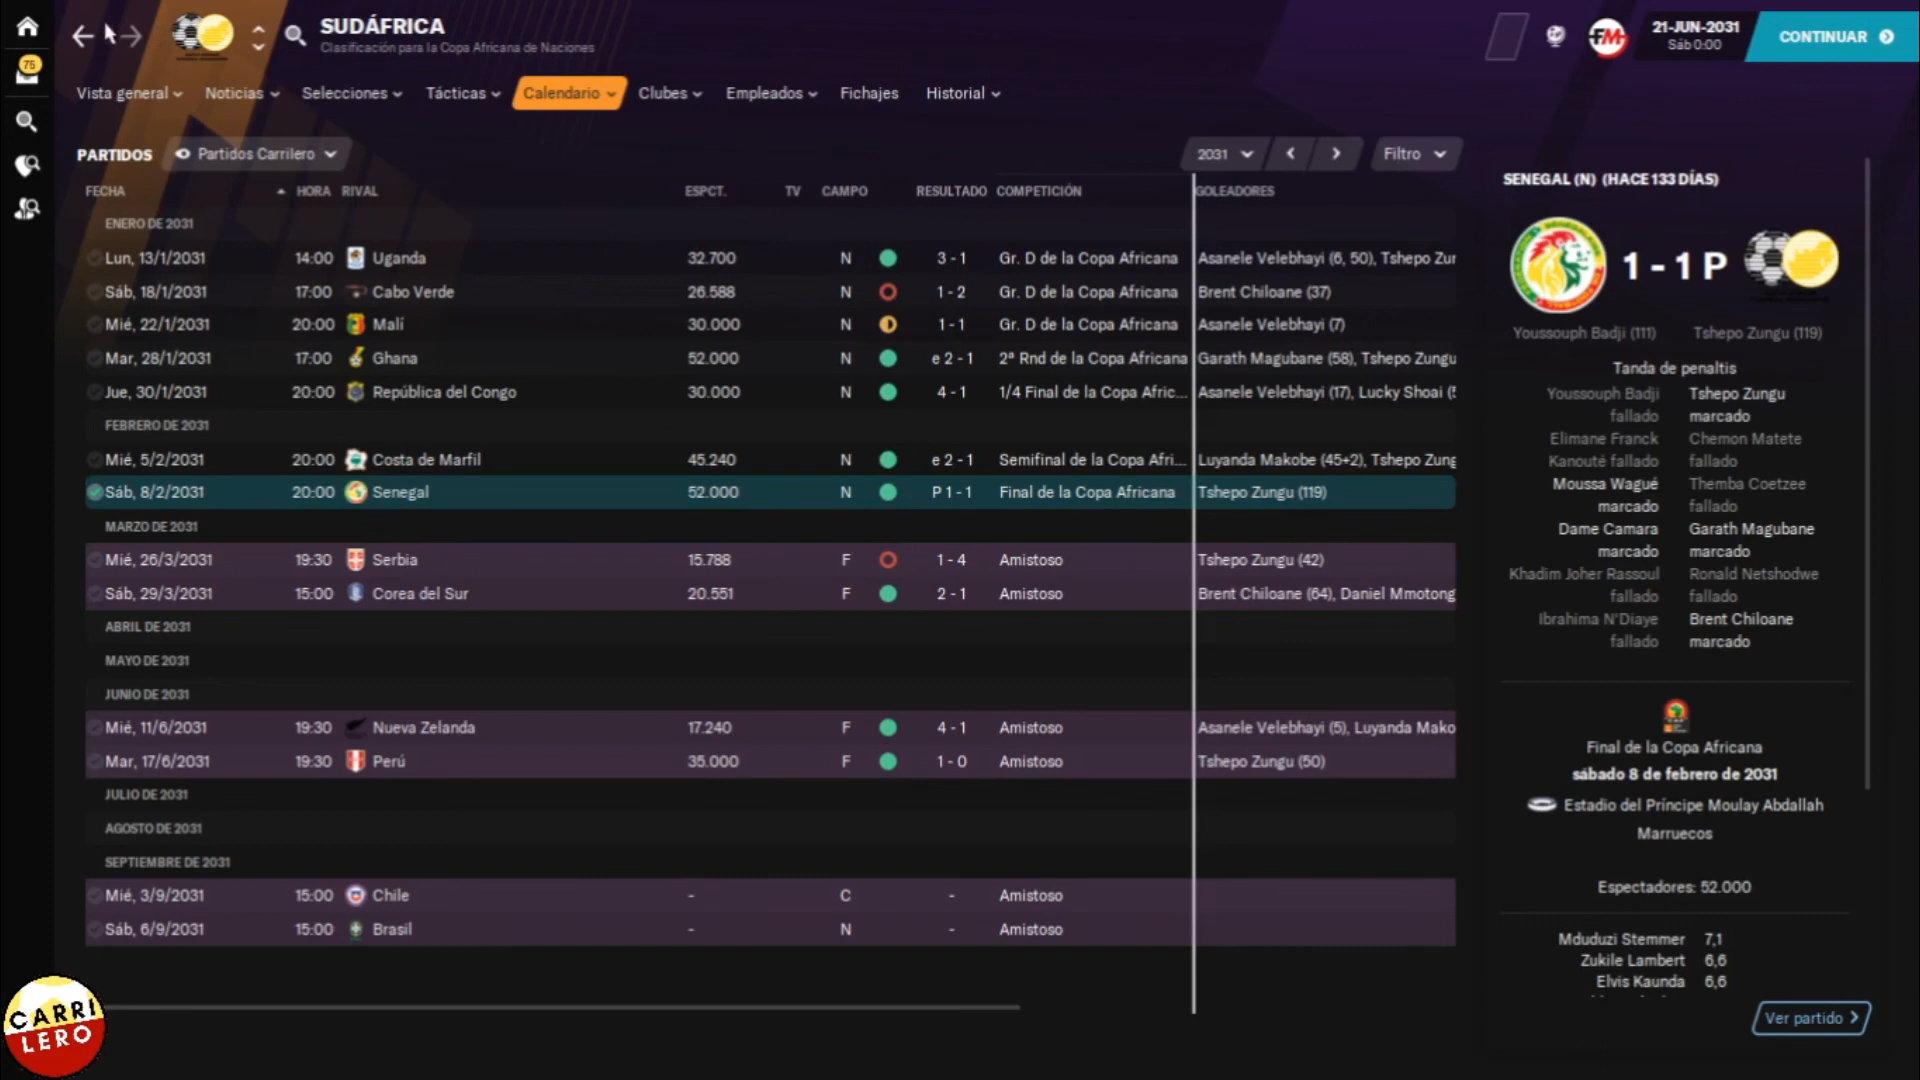 75
SUDÁFRICA
Clasificación para la Copa Africana de Naciones
FM
21-JUN-2031
Sáb 0:00
CONTINUAR
Vista general Noticias Selecciones Tácticas Calendario Clubes Empleados Fichajes Historial
PARTIDOS Partidos Carrilero 2031 Filtro
FECHA HORA RIVAL ESPCT. TV CAMPO RESULTADO COMPETICIÓN GOLEADORES
ENERO DE 2031
Lun, 13/1/2031 14:00 Uganda 32.700 N 3 - 1 Gr. D de la Copa Africana Asanele Velebhayi (6, 50), Tshepo Zur
Sáb, 18/1/2031 17:00 Cabo Verde 26.588 N 1 - 2 Gr. D de la Copa Africana Brent Chiloane (37)
Mié, 22/1/2031 20:00 Malí 30.000 N 1 - 1 Gr. D de la Copa Africana Asanele Velebhayi (7)
Mar, 28/1/2031 17:00 Ghana 52.000 N e 2 - 1 2ª Rnd de la Copa Africana Garath Magubane (58), Tshepo Zungu
Jue, 30/1/2031 20:00 República del Congo 30.000 N 4 - 1 1/4 Final de la Copa Afric... Asanele Velebhayi (17), Lucky Shoai (5
FEBRERO DE 2031
Mié, 5/2/2031 20:00 Costa de Marfil 45.240 N e 2 - 1 Semifinal de la Copa Afri... Luyanda Makobe (45+2), Tshepo Zung
Sáb, 8/2/2031 20:00 Senegal 52.000 N P 1 - 1 Final de la Copa Africana Tshepo Zungu (119)
MARZO DE 2031
Mié, 26/3/2031 19:30 Serbia 15.788 F 1 - 4 Amistoso Tshepo Zungu (42)
Sáb, 29/3/2031 15:00 Corea del Sur 20.551 F 2 - 1 Amistoso Brent Chiloane (64), Daniel Mmotong
ABRIL DE 2031
MAYO DE 2031
JUNIO DE 2031
Mié, 11/6/2031 19:30 Nueva Zelanda 17.240 F 4 - 1 Amistoso Asanele Velebhayi (5), Luyanda Mako
Mar, 17/6/2031 19:30 Perú 35.000 F 1 - 0 Amistoso Tshepo Zungu (50)
JULIO DE 2031
AGOSTO DE 2031
SEPTIEMBRE DE 2031
Mié, 3/9/2031 15:00 Chile - C - Amistoso
Sáb, 6/9/2031 15:00 Brasil - N - Amistoso
SENEGAL (N) (HACE 133 DÍAS)
1 - 1 P
Youssouph Badji (111) Tshepo Zungu (119)
Tanda de penaltis
Youssouph Badji Tshepo Zungu
fallado marcado
Elimane Franck Chemon Matete
Kanouté fallado fallado
Moussa Wagué Themba Coetzee
marcado fallado
Dame Camara Garath Magubane
marcado marcado
Khadim Joher Rassoul Ronald Netshodwe
fallado fallado
Ibrahima N'Diaye Brent Chiloane
fallado marcado
Final de la Copa Africana
sábado 8 de febrero de 2031
Estadio del Príncipe Moulay Abdallah
Marruecos
Espectadores: 52.000
Mduduzi Stemmer 7,1
Zukile Lambert 6,6
Elvis Kaunda 6,6
Ver partido
CARRI
LERO